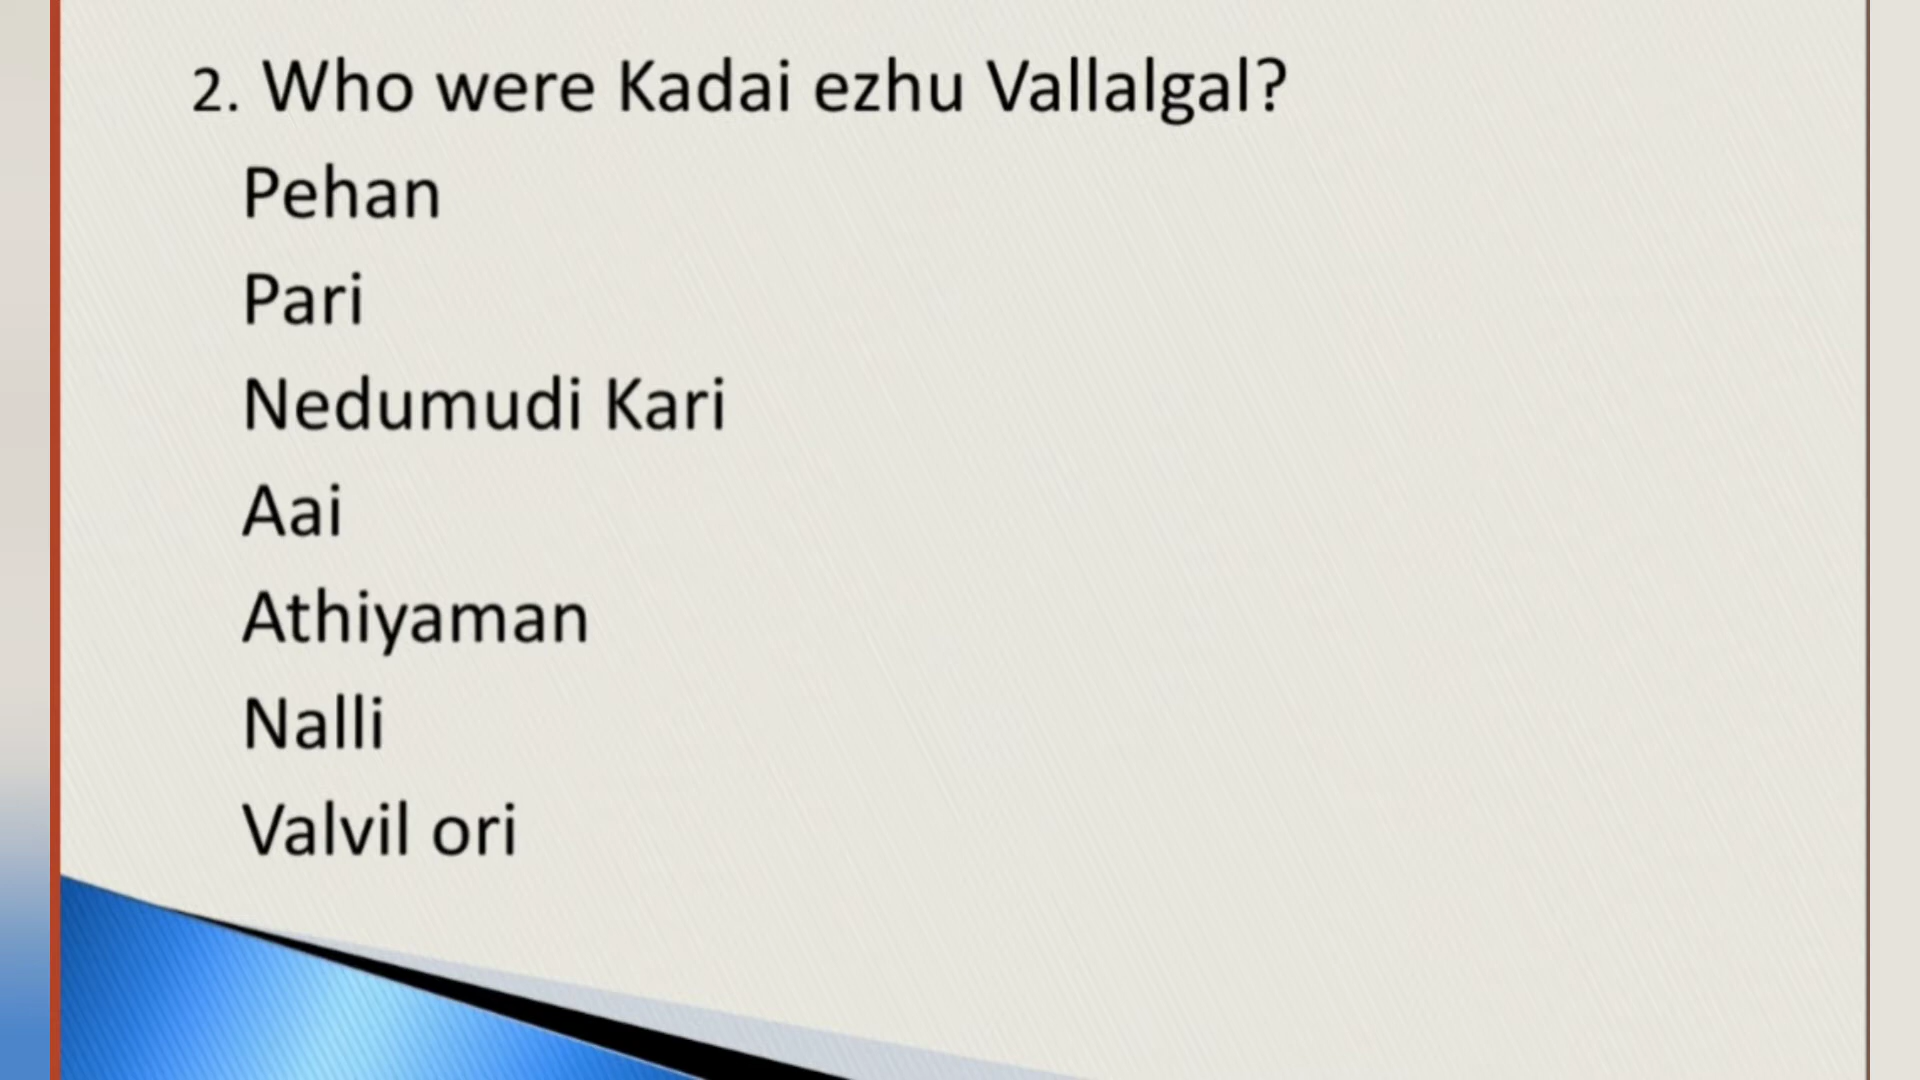 2. Who were Kadai ezhu Vallalgal?
Pehan
Pari
Nedumudi Kari
Aai
Athiyaman
Nalli
Valvil ori